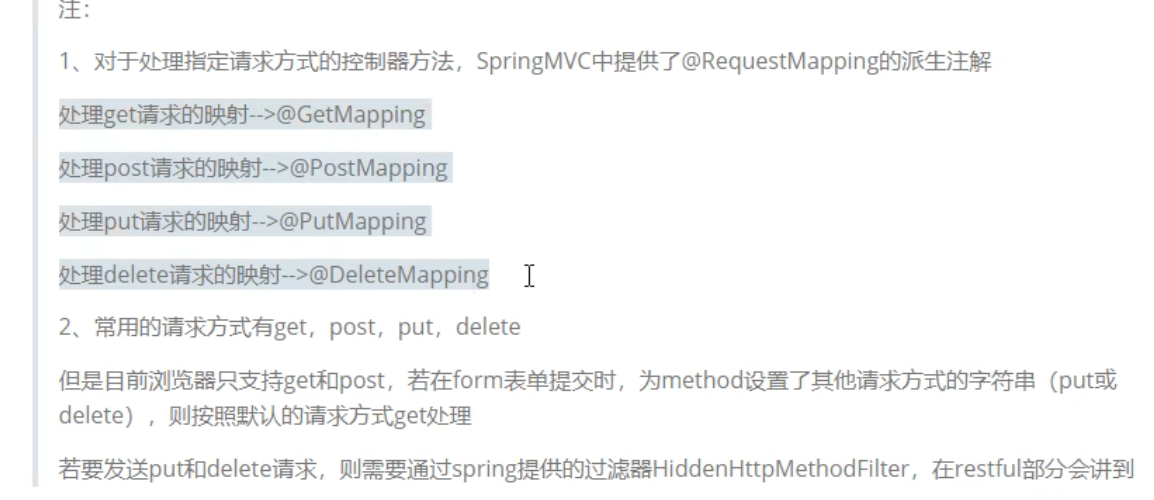 注：
1、对于处理指定请求方式的控制器方法，SpringMVC中提供了@RequestMapping的派生注解
处理get请求的映射-->@GetMapping
处理post请求的映射-->@PostMapping
处理put请求的映射-->@PutMapping
处理delete请求的映射-->@DeleteMapping
2、常用的请求方式有get，post，put，delete
但是目前浏览器只支持get和post，若在form表单提交时，为method设置了其他请求方式的字符串（put或
delete），则按照默认的请求方式get处理
若要发送put和delete请求，则需要通过spring提供的过滤器HiddenHttpMethodFilter，在restful部分会讲到